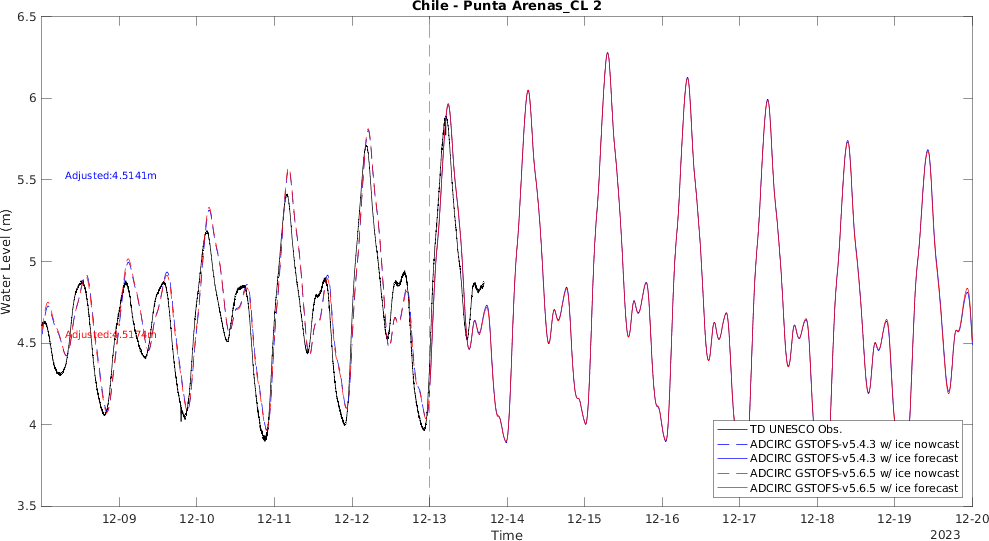 Chile - Punta Arenas_CL 2
6.5
6
5.5
5
4.5
4
3.5
Water Level (m)
Adjusted:4.5141m
Adjusted:4.5174m
TD UNESCO Obs.
ADCIRC GSTOFS-v5.4.3 w/ ice nowcast
ADCIRC GSTOFS-v5.4.3 w/ ice forecast
ADCIRC GSTOFS-v5.6.5 w/ ice nowcast
ADCIRC GSTOFS-v5.6.5 w/ ice forecast
12-09 12-10 12-11 12-12 12-13 12-14 12-15 12-16 12-17 12-18 12-19 12-20
Time
2023